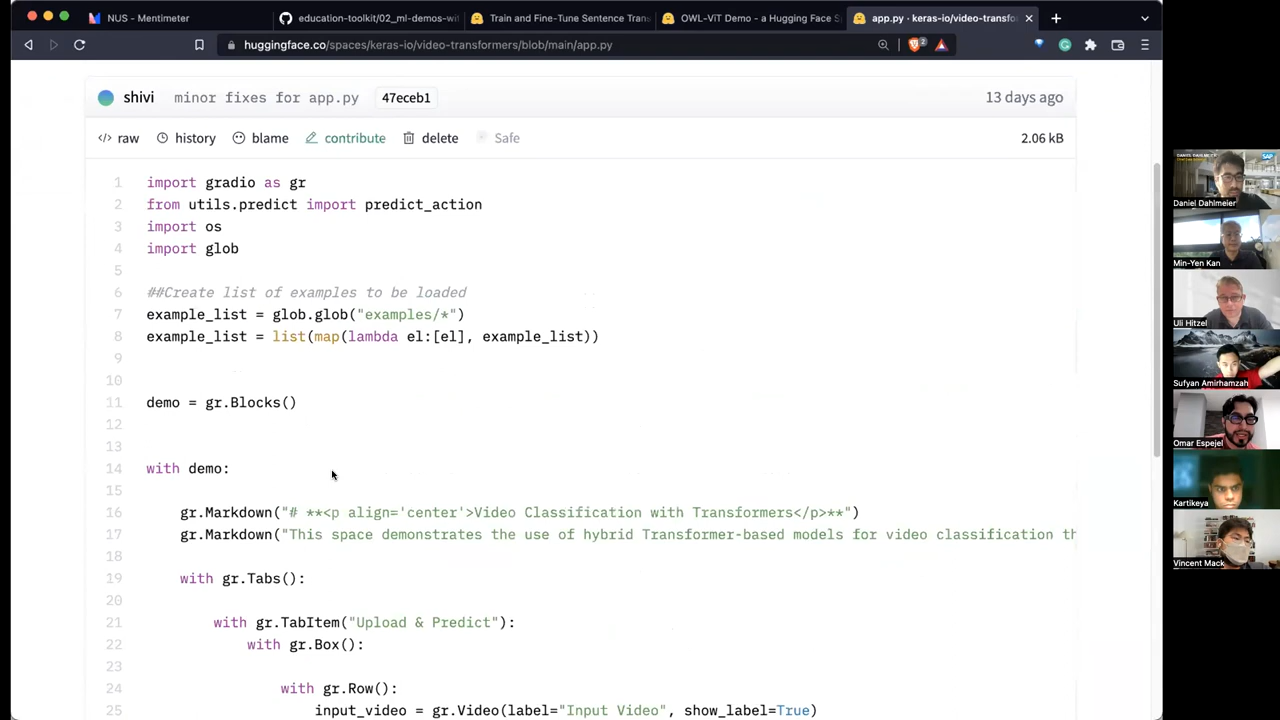 NUS - Mentimeter
education-toolkit/02_ml-demos-wit
Train and Fine-Tune Sentence Trans
OWL-ViT Demo - a Hugging Face S
app.py · keras-io/video-transfo
huggingface.co/spaces/keras-io/video-transformers/blob/main/app.py
2
shivi minor fixes for app.py 47eceb1 13 days ago
</> raw history blame contribute delete Safe 2.06 kB
1 import gradio as gr
2 from utils.predict import predict_action
3 import os
4 import glob
5
6 ##Create list of examples to be loaded
7 example_list = glob.glob("examples/*")
8 example_list = list(map(lambda el:[el], example_list))
9
10
11 demo = gr.Blocks()
12
13
14 with demo:
15
16 gr.Markdown("# **<p align='center'>Video Classification with Transformers</p>**")
17 gr.Markdown("This space demonstrates the use of hybrid Transformer-based models for video classification th
18
19 with gr.Tabs():
20
21 with gr.TabItem("Upload & Predict"):
22 with gr.Box():
23
24 with gr.Row():
25 input_video = gr.Video(label="Input Video", show_label=True)
SAP
Daniel Dahlmeier
Min-Yen Kan
Uli Hitzel
Sufyan Amirhamzah
Omar Espejel
Kartikeya
Vincent Mack